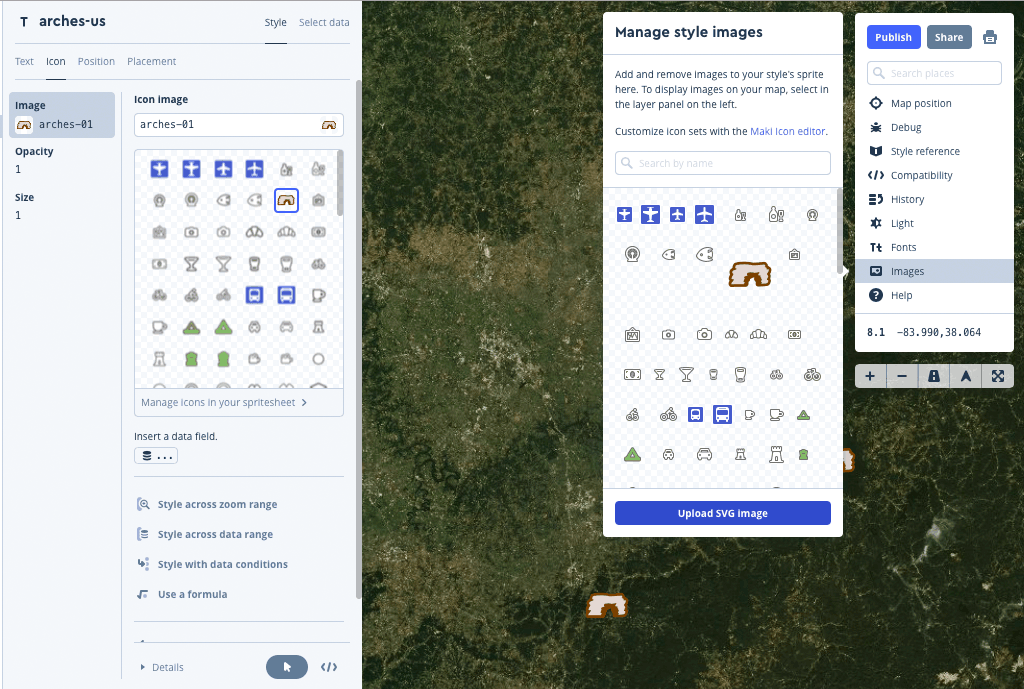 T arches-us
Style Select data
Text Icon Position Placement
Image
arches-01
Opacity
1
Size
1
Icon image
arches-01
Manage icons in your spritesheet
Insert a data field.
...
Style across zoom range
Style across data range
Style with data conditions
Use a formula
Details
Manage style images
Add and remove images to your style's sprite
here. To display images on your map, select in
the layer panel on the left.
Customize icon sets with the Maki Icon editor.
Search by name
Upload SVG image
Publish Share
Search places
Map position
Debug
Style reference
Compatibility
History
Light
Tt Fonts
Images
Help
8.1 -83.990,38.064